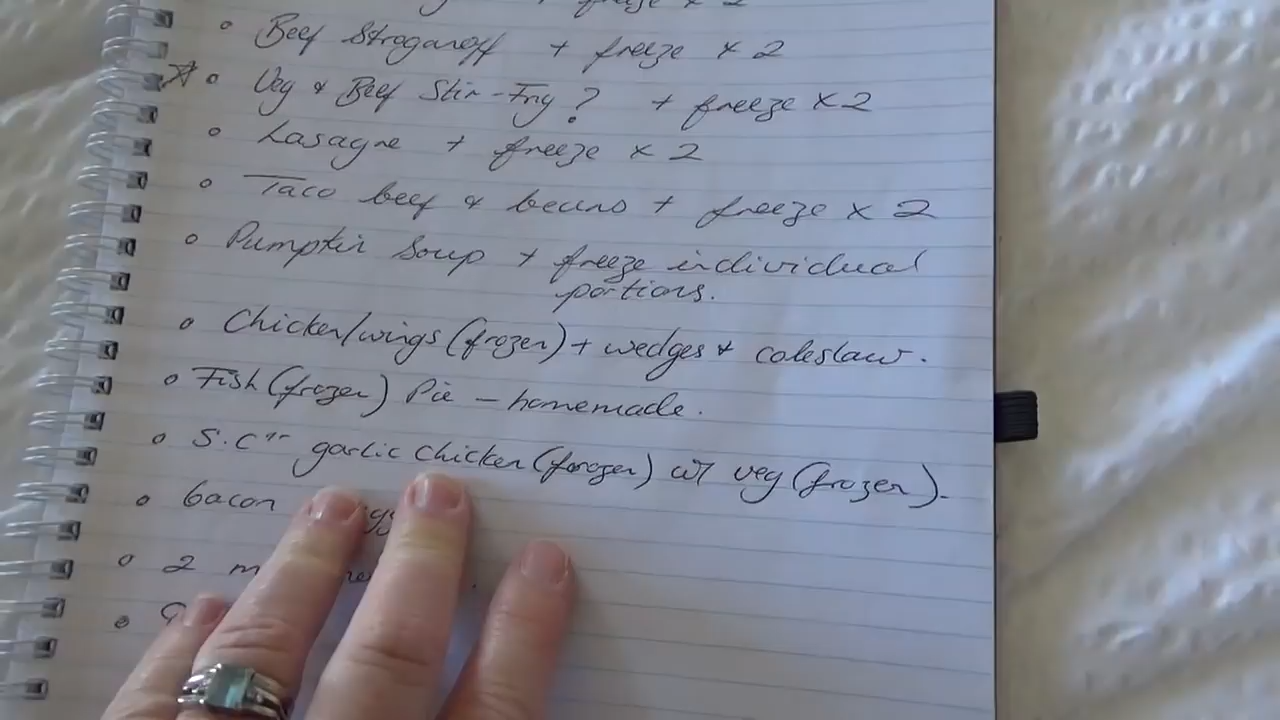 freeze x 2
Beef Stroganoff + freeze x 2
Veg & Beef Stir-Fry? + freeze x 2
Lasagne + freeze x 2
Taco beef & beans + freeze x 2
Pumpkin Soup + freeze individual
portions.
Chicken/wings (frozen) + wedges & coleslaw.
Fish (frozen) Pie - homemade.
garlic chicken (frozen) w/ veg (frozen).
bacon
2